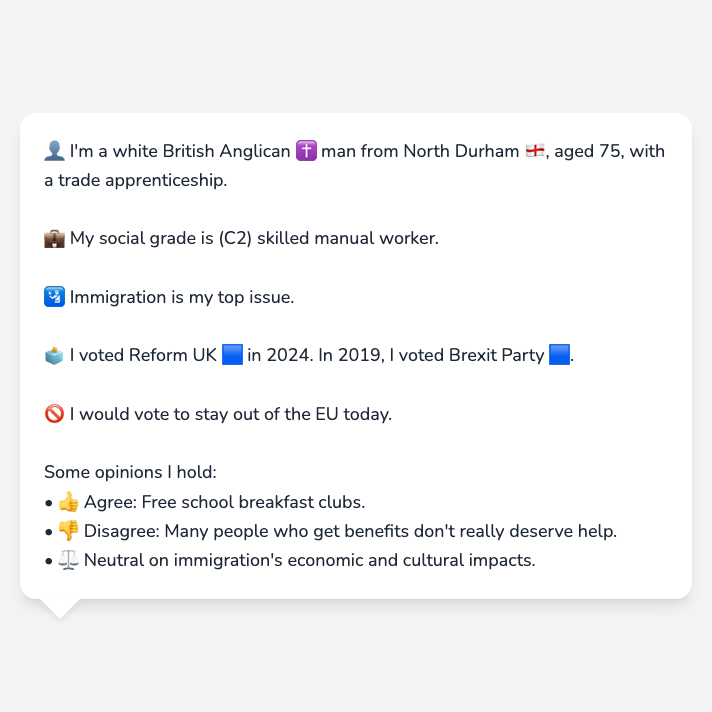 👤 I'm a white British Anglican ✝️ man from North Durham 🏴󠁧󠁢󠁥󠁮󠁧󠁿, aged 75, with
a trade apprenticeship.
💼 My social grade is (C2) skilled manual worker.
🛂 Immigration is my top issue.
🗳️ I voted Reform UK 🟦 in 2024. In 2019, I voted Brexit Party 🟦.
🚫 I would vote to stay out of the EU today.
Some opinions I hold:
• 👍 Agree: Free school breakfast clubs.
• 👎 Disagree: Many people who get benefits don't really deserve help.
• ⚖️ Neutral on immigration's economic and cultural impacts.